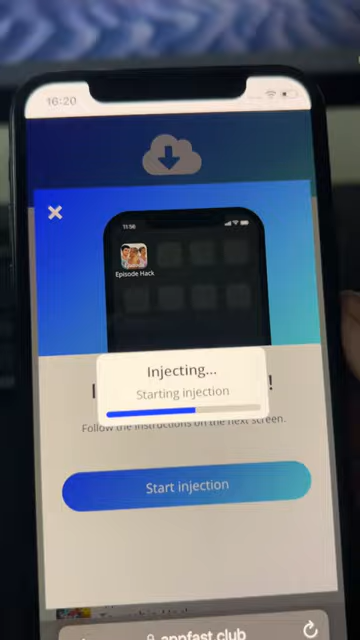 16:20
11:56
Episode Hack
Injecting...
Starting injection
!
Follow the instructions on the next screen.
Start injection
appfast.club